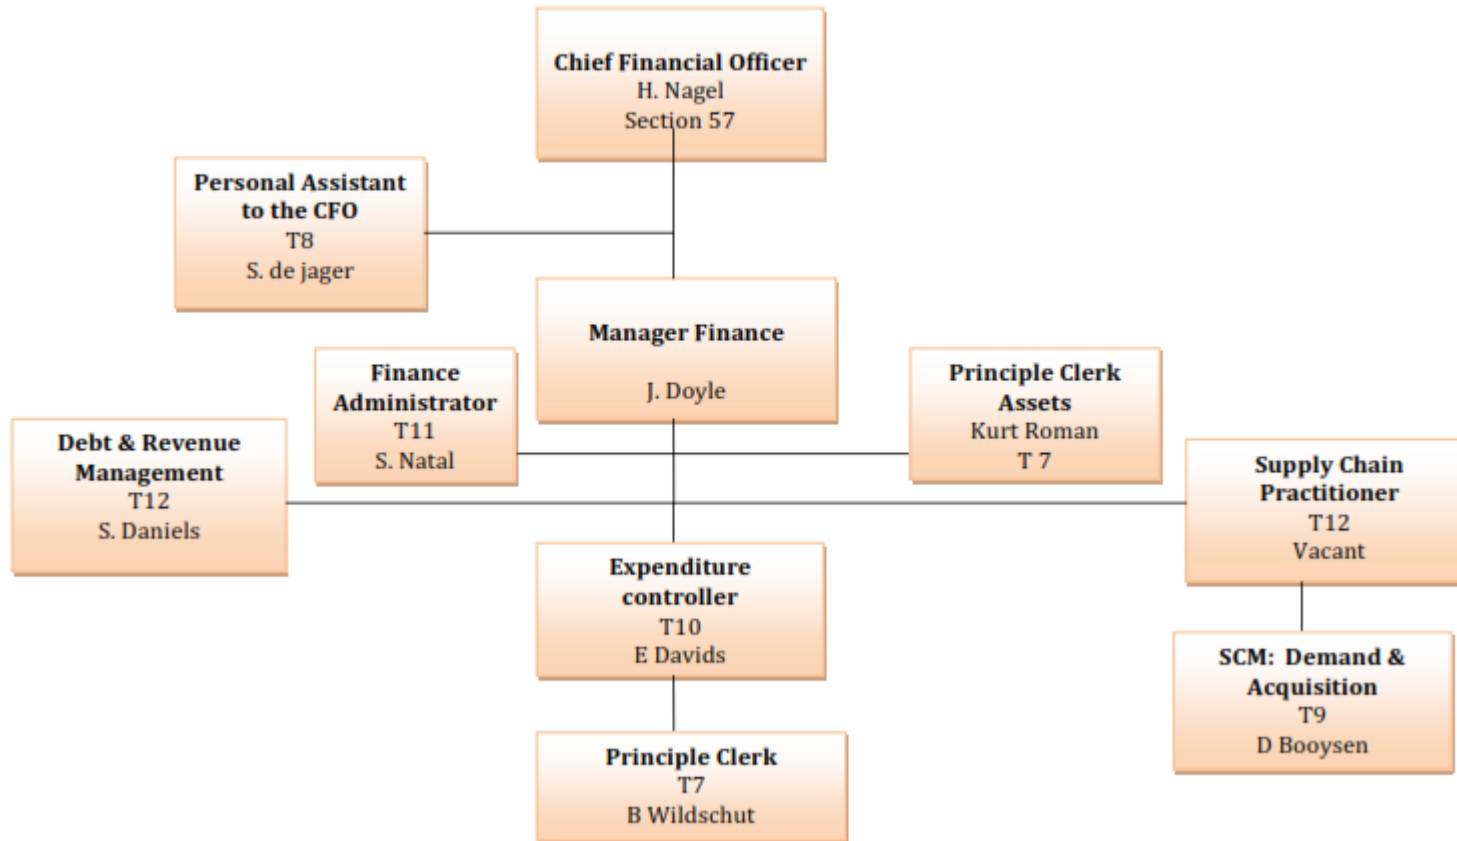 Chief Financial Officer
H. Nagel
Section 57
Personal Assistant
to the CFO
T8
S. de jager
Manager Finance
J. Doyle
Finance
Administrator
T11
S. Natal
Principle Clerk
Assets
Kurt Roman
T 7
Debt & Revenue
Management
T12
S. Daniels
Supply Chain
Practitioner
T12
Vacant
Expenditure
controller
T10
E Davids
SCM:  Demand &
Acquisition
T9
D Booysen
Principle Clerk
T7
B Wildschut